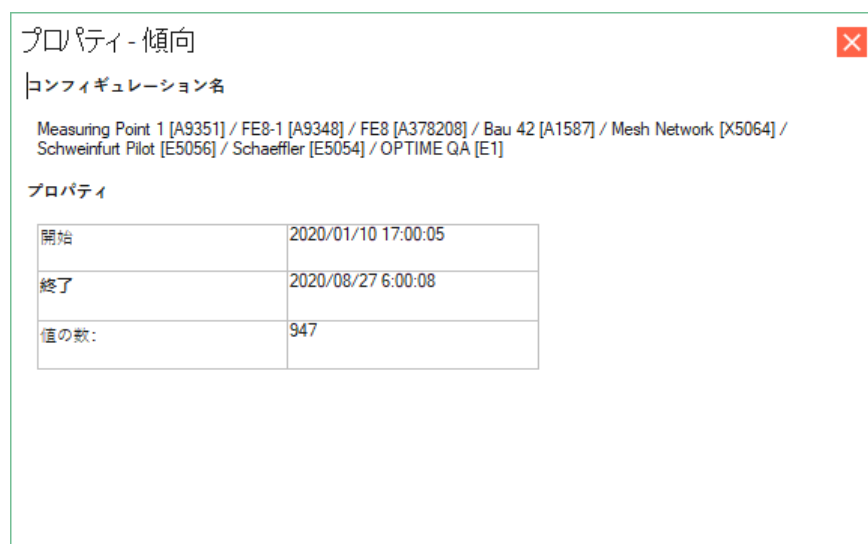 プロパティ - 傾向
コンフィギュレーション名
Measuring Point 1 [A9351] / FE8-1 [A9348] / FE8 [A378208] / Bau 42 [A1587] / Mesh Network [X5064] /
Schweinfurt Pilot [E5056] / Schaeffler [E5054] / OPTIME QA [E1]
プロパティ
開始 2020/01/10 17:00:05
終了 2020/08/27 6:00:08
値の数: 947